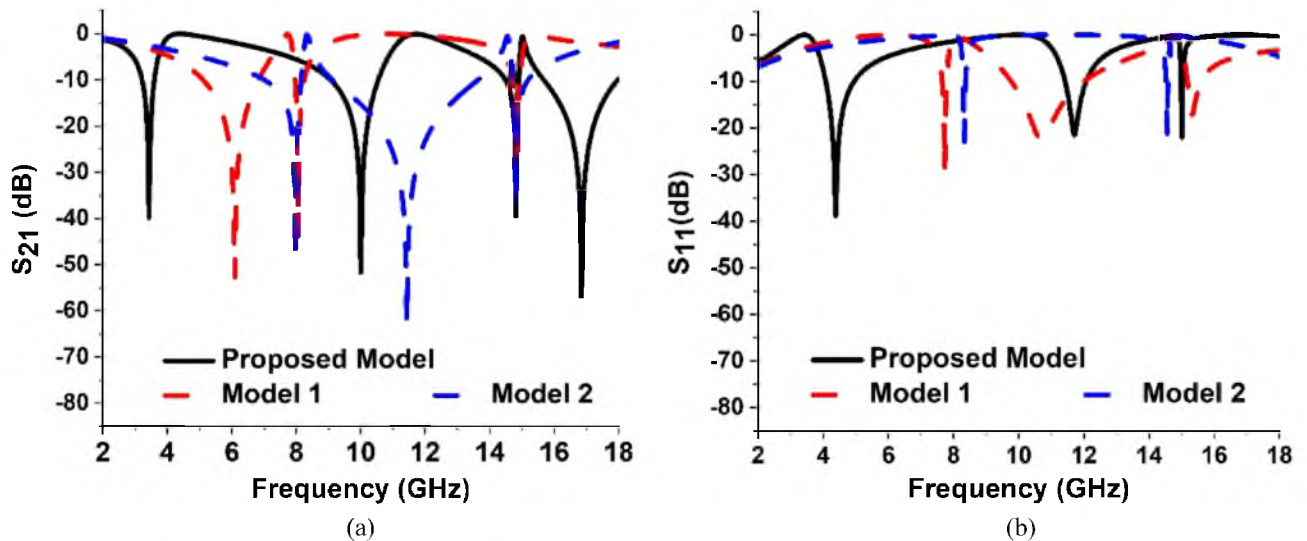 0
-10
-20
-30
-40
-50
-60
-70
-80
S21 (dB)
Proposed Model
Model 1
Model 2
2 4 6 8 10 12 14 16 18
Frequency (GHz)
(a)
0
-10
-20
-30
-40
-50
-60
-70
-80
S11(dB)
Proposed Model
Model 1
Model 2
2 4 6 8 10 12 14 16 18
Frequency (GHz)
(b)